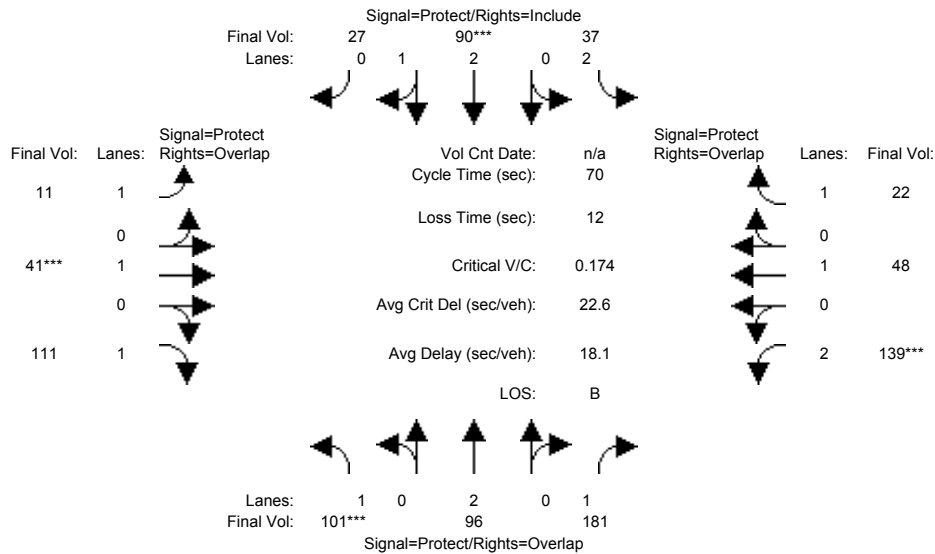 Signal=Protect/Rights=Include
Final Vol: 27 90*** 37
Lanes: 0 1 2 0 2
Signal=Protect
Final Vol: Lanes: Rights=Overlap
Vol Cnt Date: n/a
Signal=Protect
Rights=Overlap Lanes: Final Vol:
Cycle Time (sec): 70
11 1
1 22
Loss Time (sec): 12
0
0
41*** 1
Critical V/C: 0.174
1 48
0
Avg Crit Del (sec/veh): 22.6
0
111 1
Avg Delay (sec/veh): 18.1
2 139***
LOS: B
Lanes: 1 0 2 0 1
Final Vol: 101*** 96 181
Signal=Protect/Rights=Overlap